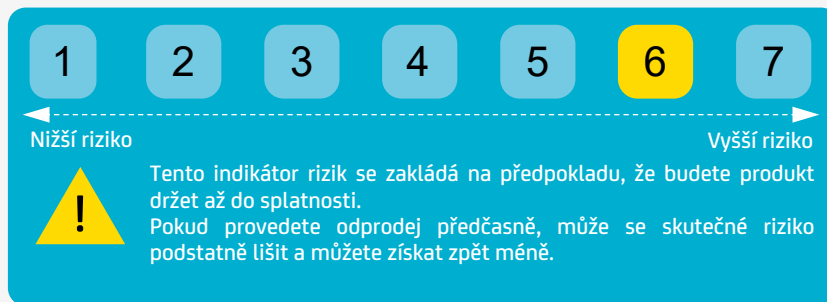 1 2 3 4 5 6 7
Nižší riziko Vyšší riziko
!
Tento indikátor rizik se zakládá na předpokladu, že budete produkt
držet až do splatnosti.
Pokud provedete odprodej předčasně, může se skutečné riziko
podstatně lišit a můžete získat zpět méně.